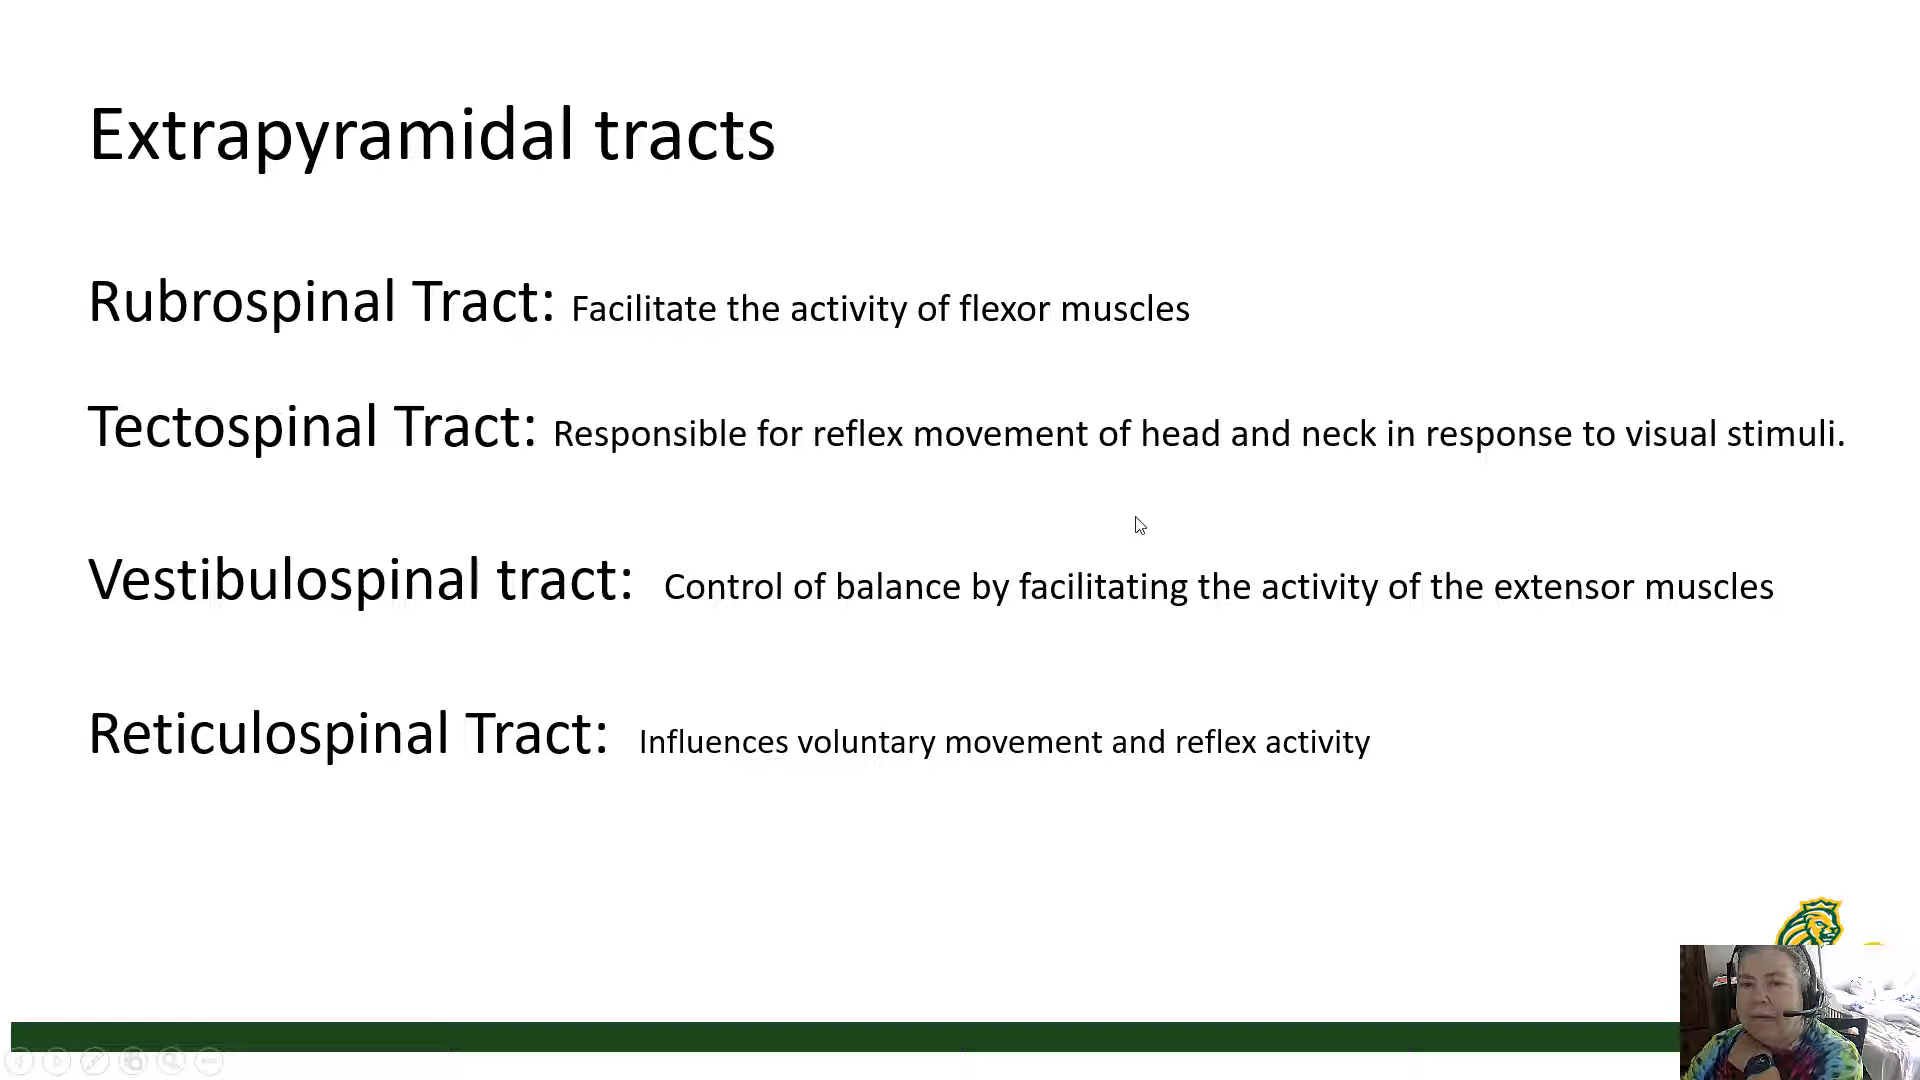 Extrapyramidal tracts
Rubrospinal Tract: Facilitate the activity of flexor muscles
Tectospinal Tract: Responsible for reflex movement of head and neck in response to visual stimuli.
Vestibulospinal tract: Control of balance by facilitating the activity of the extensor muscles
Reticulospinal Tract: Influences voluntary movement and reflex activity